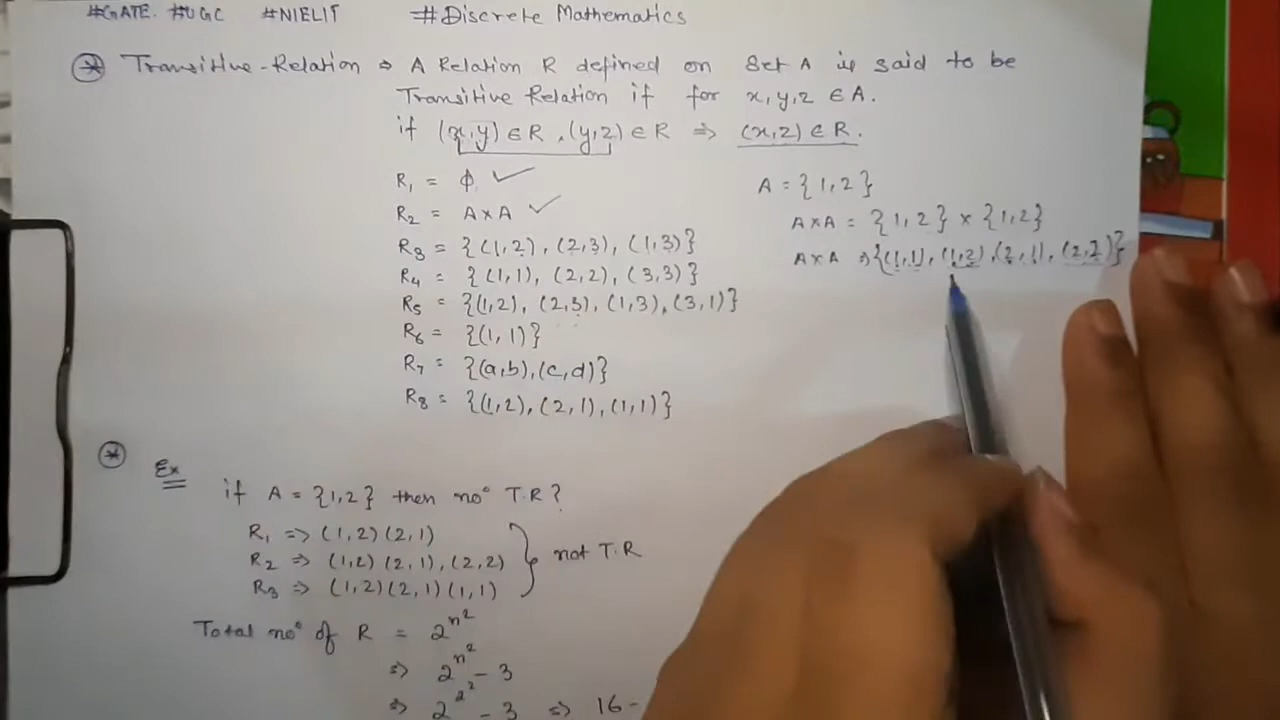 #GATE. #UGC #NIELIT #Discrete Mathematics
* Transitive-Relation ⇒ A Relation R defined on Set A is said to be
Transitive Relation if for x,y,z ∈ A.
if (x,y) ∈ R, (y,z) ∈ R ⇒ (x,z) ∈ R.
R₁ = ϕ. ✓
R₂ = A×A ✓
R₃ = {(1,2), (2,3), (1,3)}
R₄ = {(1,1), (2,2), (3,3)}
R₅ = {(1,2), (2,3), (1,3), (3,1)}
R₆ = {(1,1)}
R₇ = {(a,b),(c,d)}
R₈ = {(1,2), (2,1), (1,1)}
A = {1,2}
A×A = {1,2} × {1,2}
A×A ⇒ {(1,1), (1,2), (2,1), (2,2)}
* Ex
if A = {1,2} then no° T.R?
R₁ ⇒ (1,2) (2,1)
R₂ ⇒ (1,2) (2,1), (2,2)
R₃ ⇒ (1,2) (2,1) (1,1)
} not T.R
Total no° of R = 2^n²
⇒ 2^n² - 3
⇒ 2^2² - 3 ⇒ 16 -